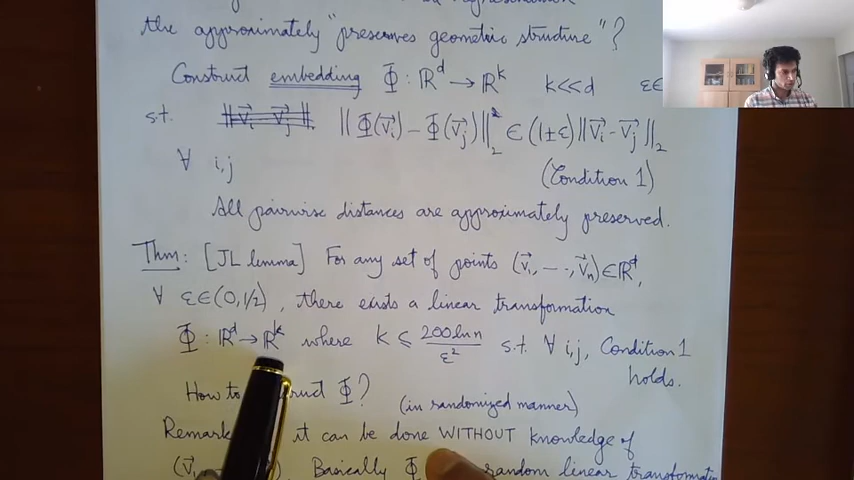 the approximately "preserves geometric structure"?
Construct embedding Φ : ℝ^d → ℝ^k k<<d ε∈
s.t. ‖Φ(v⃗_i) − Φ(v⃗_j)‖_2 ∈ (1±ε) ‖v⃗_i − v⃗_j‖_2
∀ i,j (Condition 1)
All pairwise distances are approximately preserved.
Thm: [JL lemma] For any set of points (v⃗_1, ..., v⃗_n) ∈ ℝ^d,
∀ ε∈(0,1/2), there exists a linear transformation
Φ : ℝ^d → ℝ^k where k ≤ 200 ln n / ε^2 s.t. ∀ i,j, Condition 1
holds.
How to Φ?
(in randomized manner)
Remark it can be done WITHOUT knowledge of
Basically Φ random linear transformation